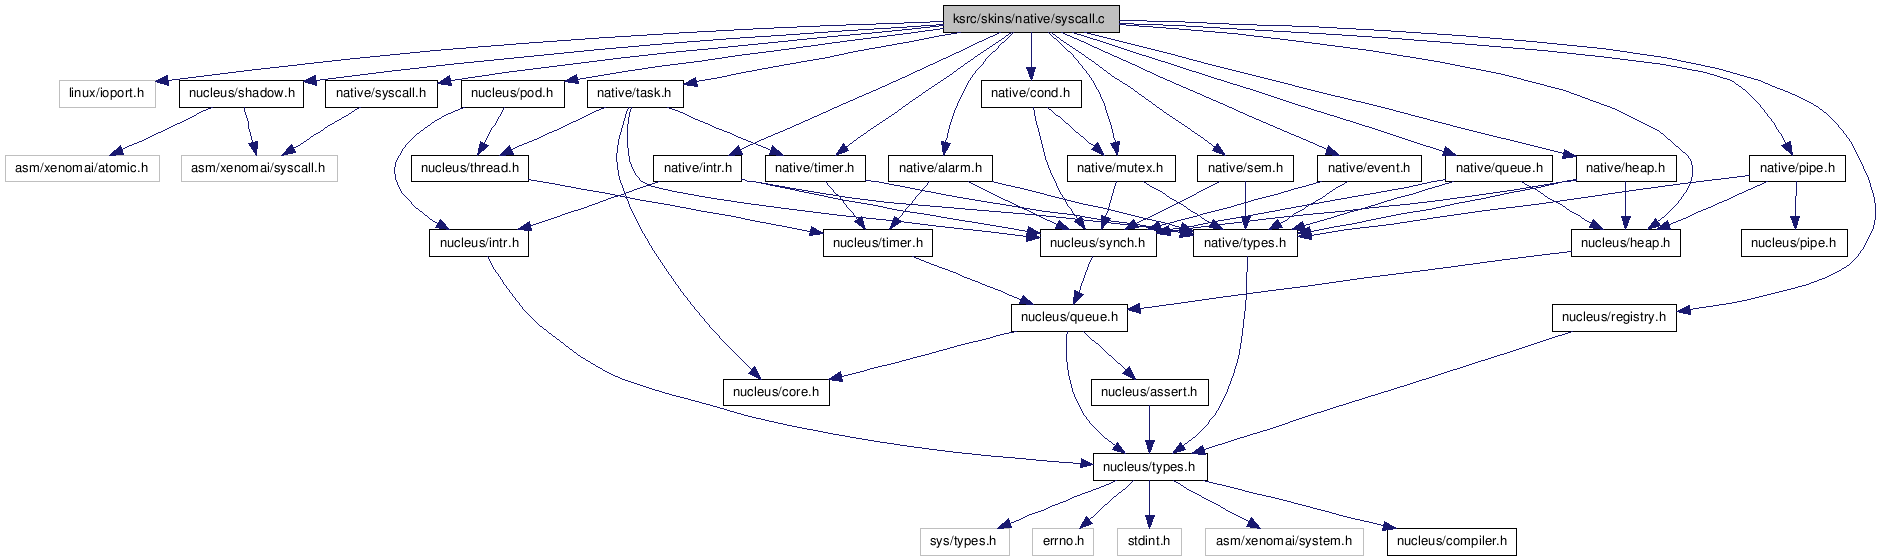 ksrc/skins/native/syscall.c
linux/ioport.h
nucleus/shadow.h
native/syscall.h
nucleus/pod.h
native/task.h
native/cond.h
asm/xenomai/atomic.h
asm/xenomai/syscall.h
nucleus/thread.h
native/intr.h
native/timer.h
native/alarm.h
native/mutex.h
native/sem.h
native/event.h
native/queue.h
native/heap.h
native/pipe.h
nucleus/intr.h
nucleus/timer.h
nucleus/synch.h
native/types.h
nucleus/heap.h
nucleus/pipe.h
nucleus/queue.h
nucleus/registry.h
nucleus/core.h
nucleus/assert.h
nucleus/types.h
sys/types.h
errno.h
stdint.h
asm/xenomai/system.h
nucleus/compiler.h